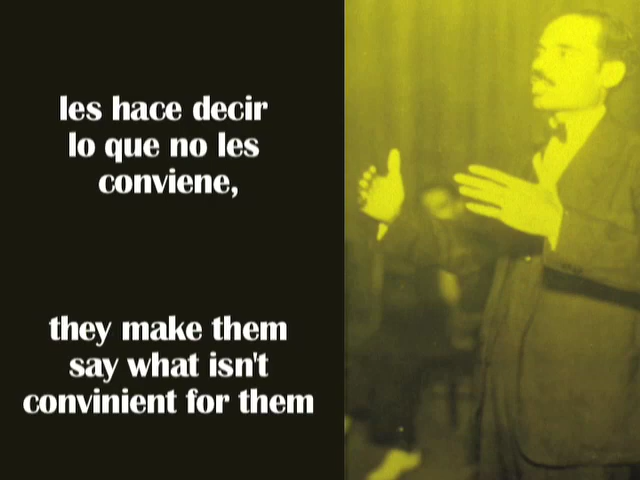 les hace decir
lo que no les
conviene,
they make them
say what isn't
convinient for them